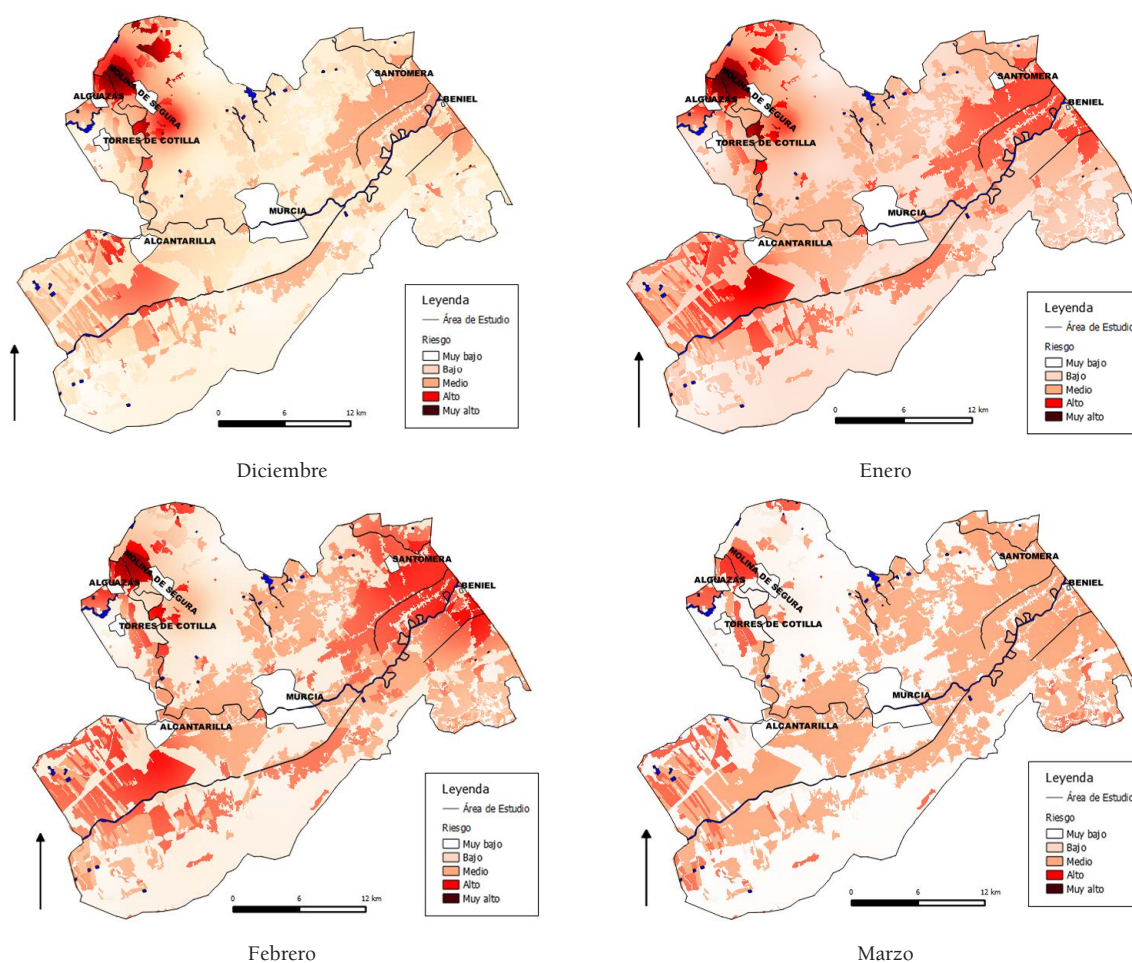 SANTOMERA
BENIEL
MOLINA DE SEGURA
ALGUAZAS
TORRES DE COTILLA
MURCIA
ALCANTARILLA
Leyenda
Área de Estudio
Riesgo
Muy bajo
Bajo
Medio
Alto
Muy alto
0 6 12 km
Diciembre
SANTOMERA
BENIEL
MOLINA DE SEGURA
ALGUAZAS
TORRES DE COTILLA
MURCIA
ALCANTARILLA
Leyenda
Área de Estudio
Riesgo
Muy bajo
Bajo
Medio
Alto
Muy alto
0 6 12 km
Enero
SANTOMERA
BENIEL
MOLINA DE SEGURA
ALGUAZAS
TORRES DE COTILLA
MURCIA
ALCANTARILLA
Leyenda
Área de Estudio
Riesgo
Muy bajo
Bajo
Medio
Alto
Muy alto
0 6 12 km
Febrero
SANTOMERA
BENIEL
MOLINA DE SEGURA
ALGUAZAS
TORRES DE COTILLA
MURCIA
ALCANTARILLA
Leyenda
Área de Estudio
Riesgo
Muy bajo
Bajo
Medio
Alto
Muy alto
0 6 12 km
Marzo